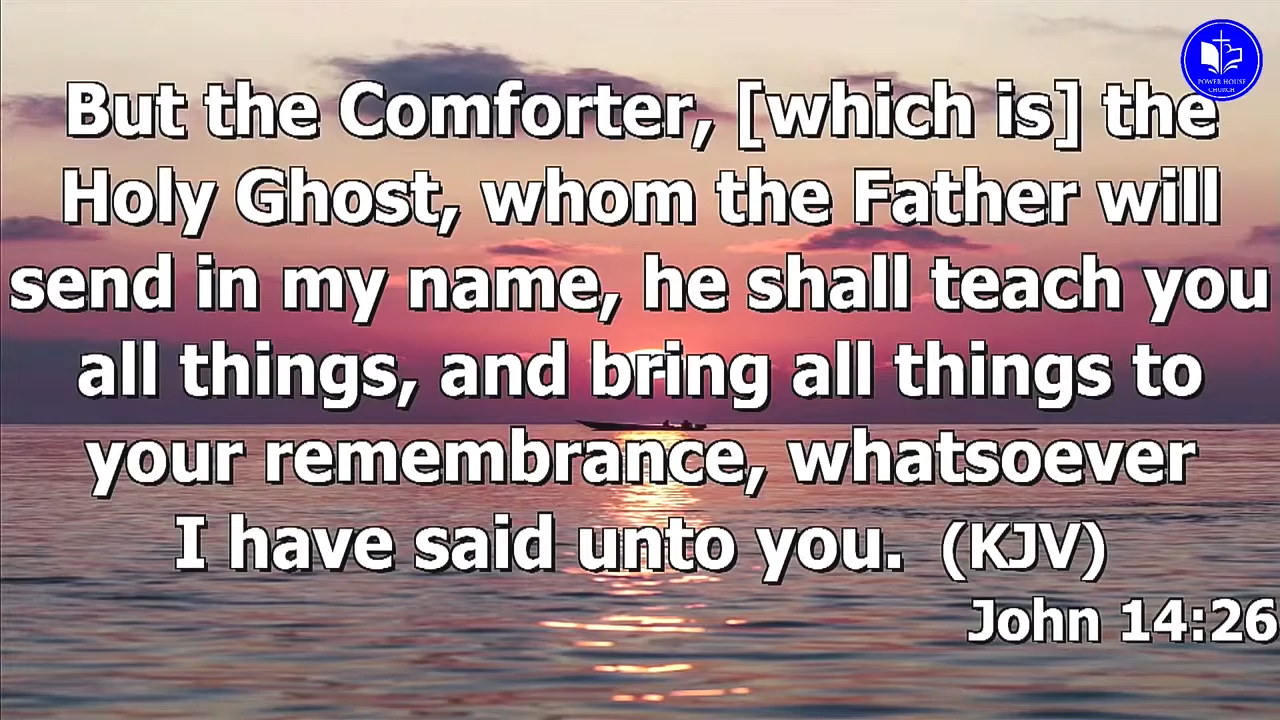 POWER HOUSE
CHURCH
But the Comforter, [which is] the
Holy Ghost, whom the Father will
send in my name, he shall teach you
all things, and bring all things to
your remembrance, whatsoever
I have said unto you. (KJV)
John 14:26